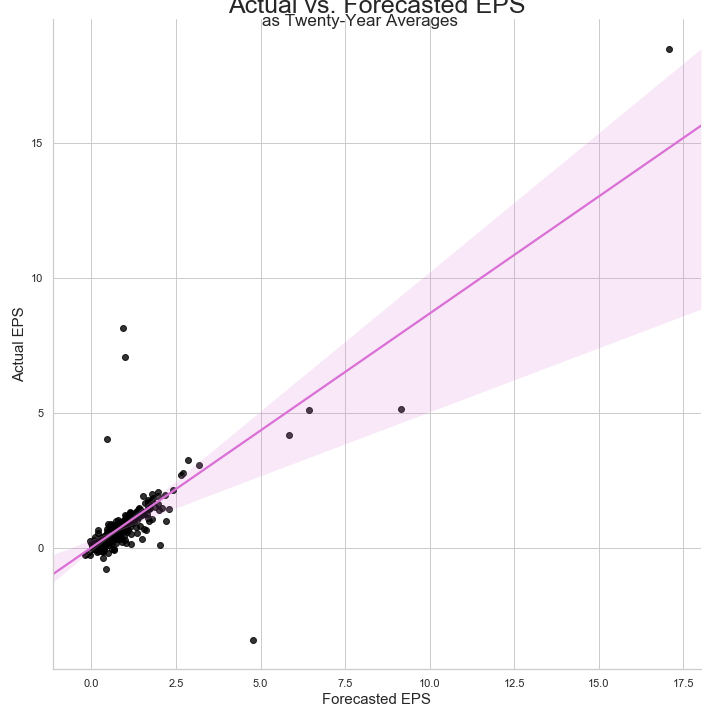 Actual vs. Forecasted EPS
as Twenty-Year Averages
15
10
5
0
Actual EPS
0.0 2.5 5.0 7.5 10.0 12.5 15.0 17.5
Forecasted EPS